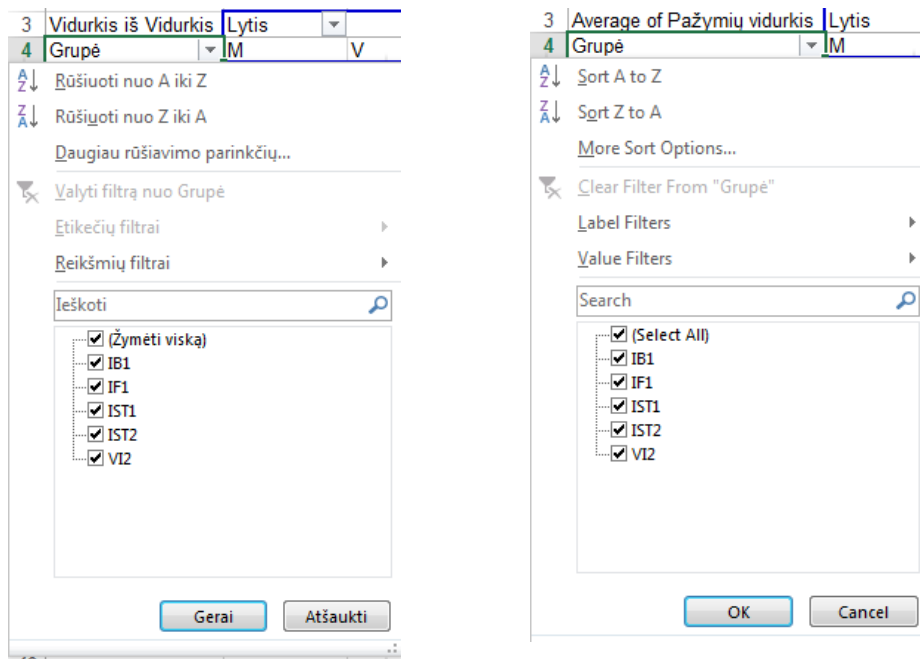 3 Vidurkis iš Vidurkis Lytis
4 Grupė M V
Rūšiuoti nuo A iki Z
Rūšiuoti nuo Z iki A
Daugiau rūšiavimo parinkčių...
Valyti filtrą nuo Grupė
Etikečių filtrai
Reikšmių filtrai
Ieškoti
(Žymėti viską)
IB1
IF1
IST1
IST2
VI2
Gerai Atšaukti
3 Average of Pažymių vidurkis Lytis
4 Grupė M
Sort A to Z
Sort Z to A
More Sort Options...
Clear Filter From "Grupė"
Label Filters
Value Filters
Search
(Select All)
IB1
IF1
IST1
IST2
VI2
OK Cancel